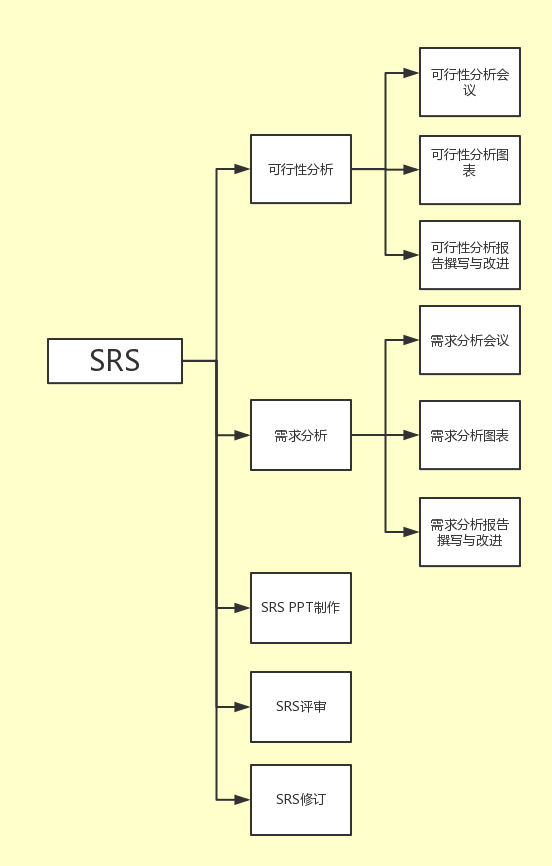 SRS
可行性分析
可行性分析会
议
可行性分析图
表
可行性分析报
告撰写与改进
需求分析
需求分析会议
需求分析图表
需求分析报告
撰写与改进
SRS PPT制作
SRS评审
SRS修订